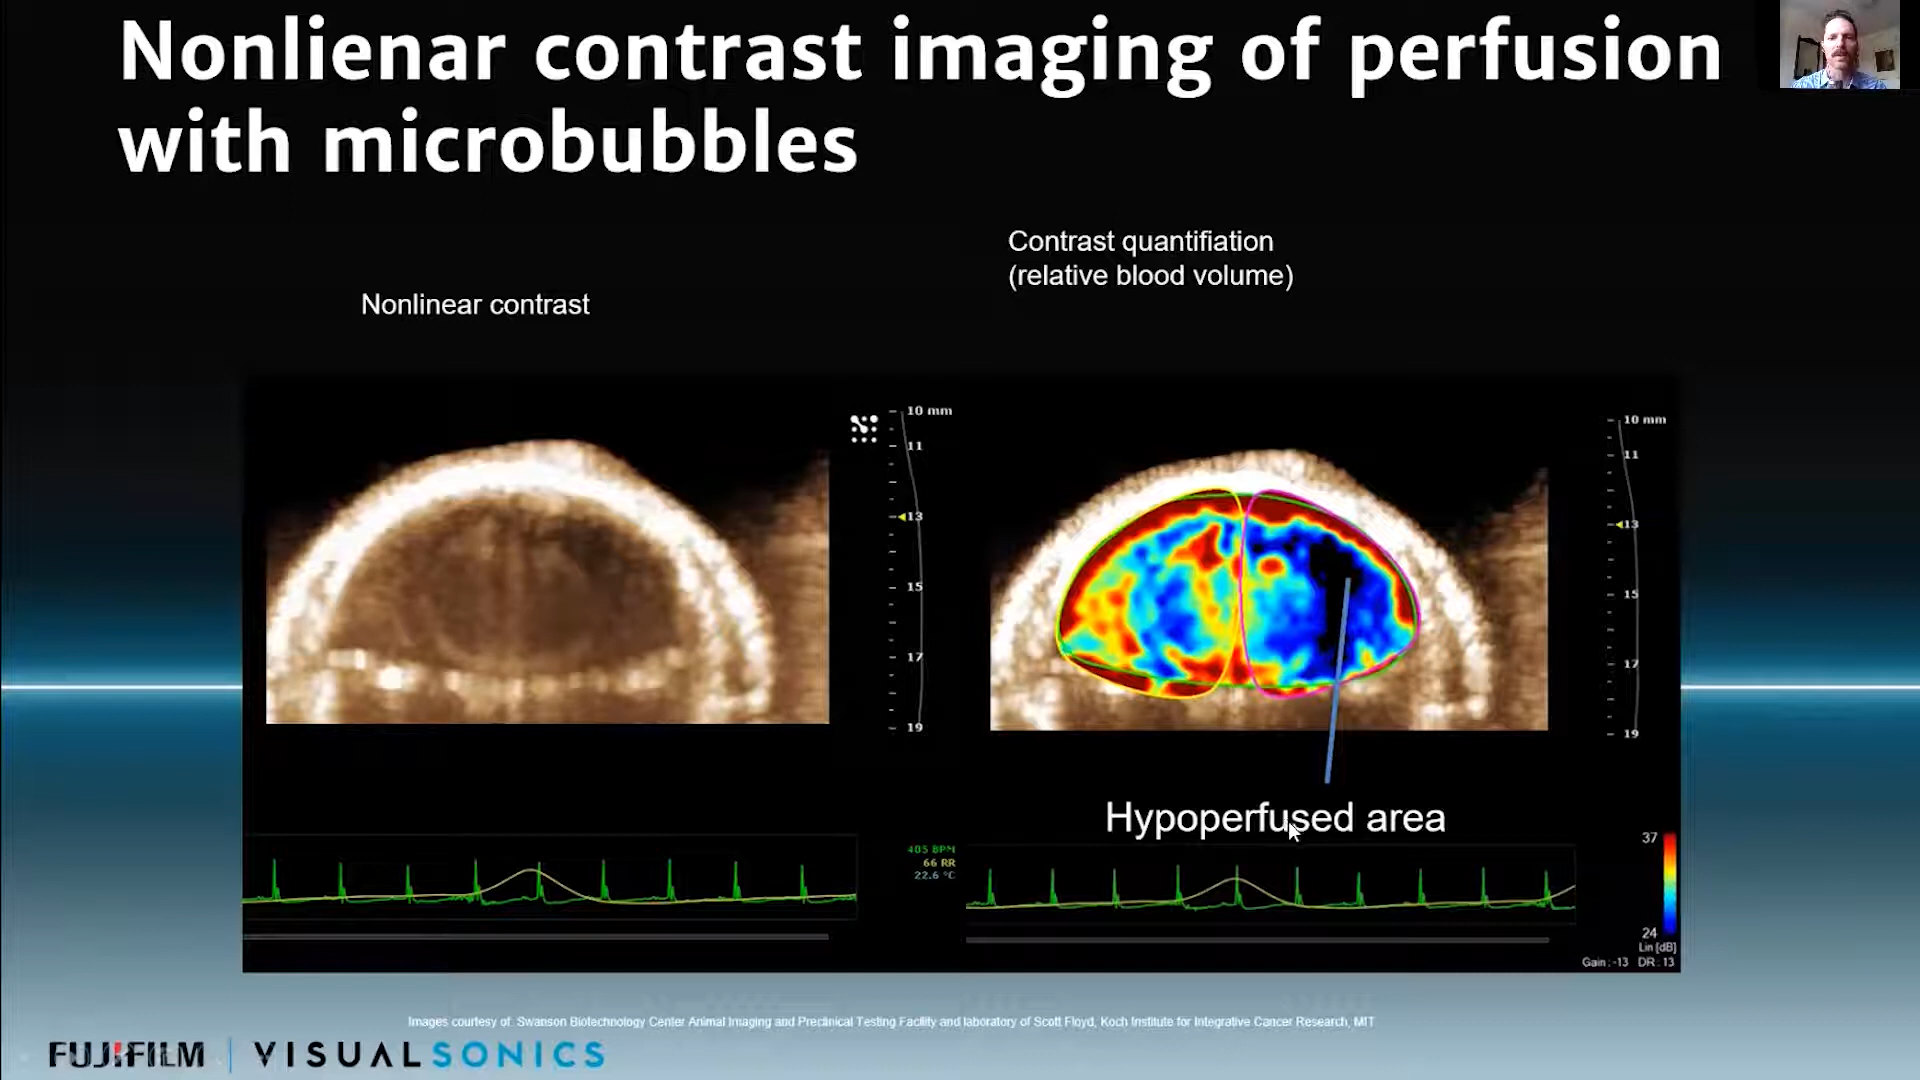 Nonlienar contrast imaging of perfusion
with microbubbles
Contrast quantifiation
(relative blood volume)
Nonlinear contrast
10 mm
11
13
15
17
19
10 mm
11
13
15
17
19
Hypoperfused area
405 BPM
66 RR
22.6 °C
37
24
Lin [dB]
Gain : -13 DR : 13
Images courtesy of: Swanson Biotechnology Center Animal Imaging and Preclinical Testing Facility and laboratory of Scott Floyd, Koch Institute for Integrative Cancer Research, MIT
FUJIFILM | VISUALSONICS